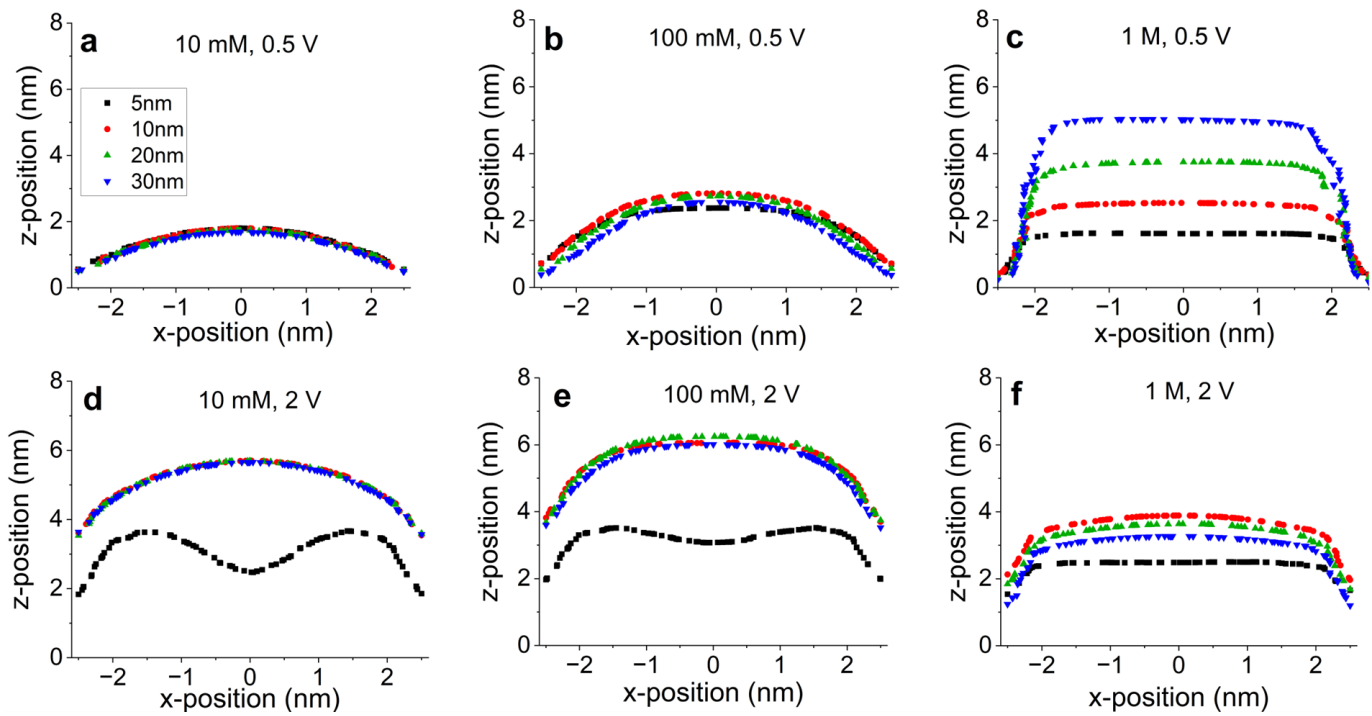 a
10 mM, 0.5 V
5nm
10nm
20nm
30nm
z-position (nm)
8
6
4
2
0
−2
−1
0
1
2
x-position (nm)
b
100 mM, 0.5 V
z-position (nm)
8
6
4
2
0
−2
−1
0
1
2
x-position (nm)
c
1 M, 0.5 V
z-position (nm)
8
6
4
2
0
−2
−1
0
1
2
x-position (nm)
d
10 mM, 2 V
z-position (nm)
8
6
4
2
0
−2
−1
0
1
2
x-position (nm)
e
100 mM, 2 V
z-position (nm)
8
6
4
2
0
−2
−1
0
1
2
x-position (nm)
f
1 M, 2 V
z-position (nm)
8
6
4
2
0
−2
−1
0
1
2
x-position (nm)